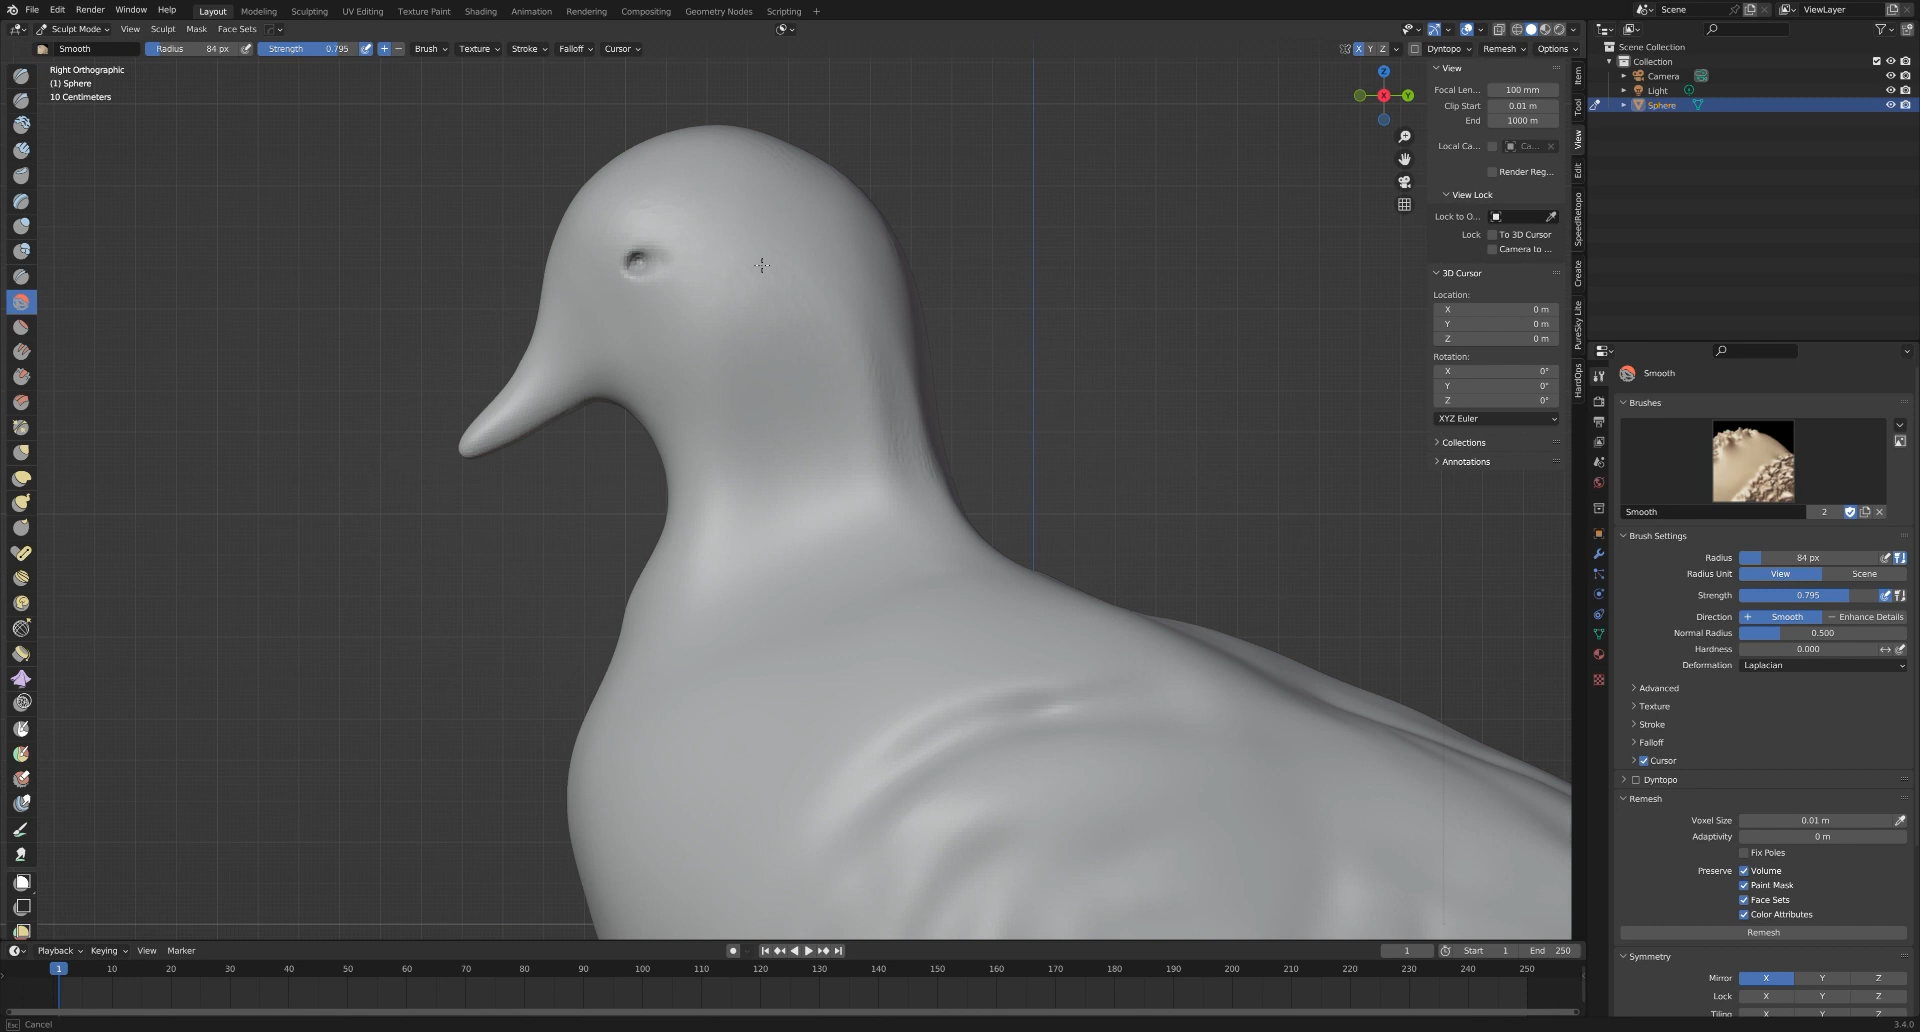 File Edit Render Window Help Layout Modeling Sculpting UV Editing Texture Paint Shading Animation Rendering Compositing Geometry Nodes Scripting + Scene ViewLayer
Sculpt Mode View Sculpt Mask Face Sets
Smooth Radius 84 px Strength 0.795 Brush Texture Stroke Falloff Cursor X Y Z Dyntopo Remesh Options
Right Orthographic
(1) Sphere
10 Centimeters
Z
X
Y
View
Focal Len... 100 mm
Clip Start 0.01 m
End 1000 m
Local Ca... Ca...
Render Reg...
View Lock
Lock to O...
Lock To 3D Cursor
Camera to ...
3D Cursor
Location:
X 0 m
Y 0 m
Z 0 m
Rotation:
X 0°
Y 0°
Z 0°
XYZ Euler
Collections
Annotations
Item
Tool
View
Edit
SpeedRetopo
Create
PureSky Lite
HardOps
Scene Collection
Collection
Camera
Light
Sphere
Smooth
Brushes
Smooth 2
Brush Settings
Radius 84 px
Radius Unit View Scene
Strength 0.795
Direction + Smooth − Enhance Details
Normal Radius 0.500
Hardness 0.000
Deformation Laplacian
Advanced
Texture
Stroke
Falloff
Cursor
Dyntopo
Remesh
Voxel Size 0.01 m
Adaptivity 0 m
Fix Poles
Preserve Volume
Paint Mask
Face Sets
Color Attributes
Remesh
Symmetry
Mirror X Y Z
Lock X Y Z
Tiling X Y Z
Playback Keying View Marker 1 Start 1 End 250
1 10 20 30 40 50 60 70 80 90 100 110 120 130 140 150 160 170 180 190 200 210 220 230 240 250
Esc Cancel 3.4.0